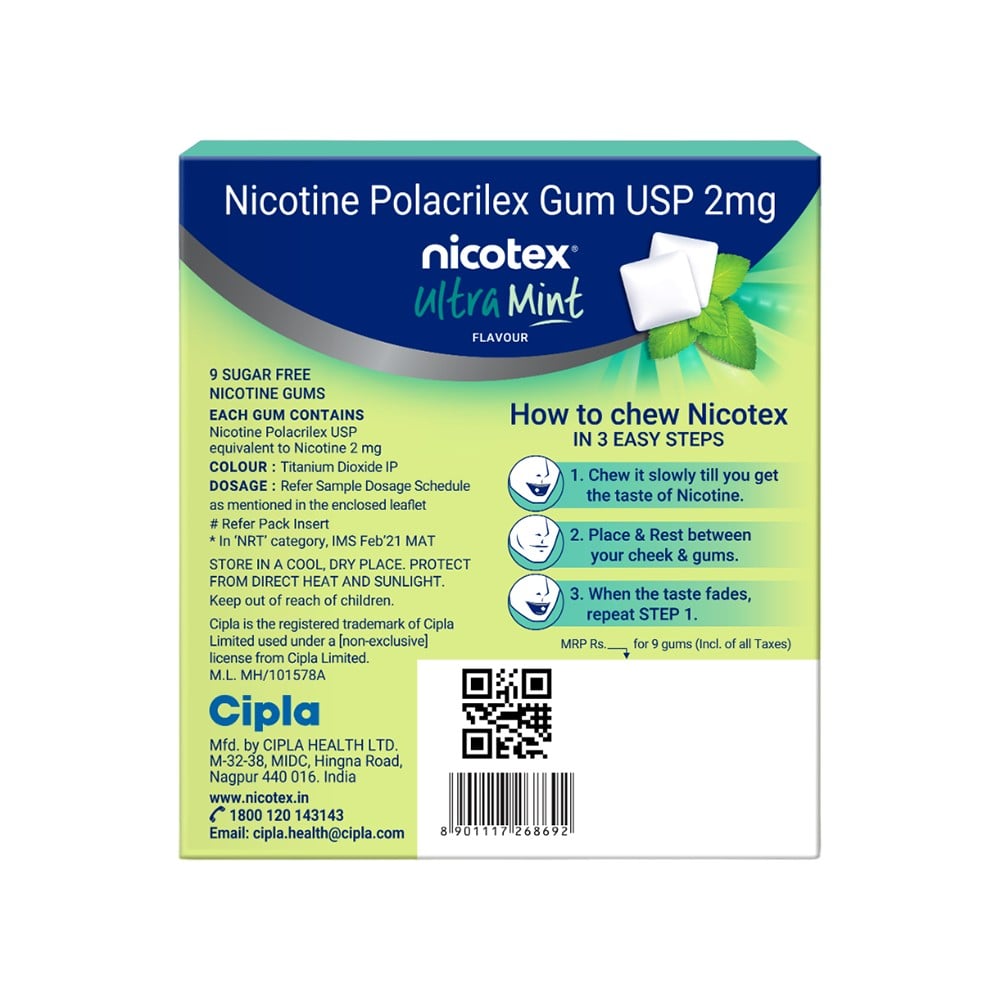 Nicotine Polacrilex Gum USP 2mg
nicotex®
ultra Mint
FLAVOUR
9 SUGAR FREE
NICOTINE GUMS
EACH GUM CONTAINS
Nicotine Polacrilex USP
equivalent to Nicotine 2 mg
COLOUR : Titanium Dioxide IP
DOSAGE : Refer Sample Dosage Schedule
as mentioned in the enclosed leaflet
# Refer Pack Insert
* In ‘NRT’ category, IMS Feb’21 MAT
STORE IN A COOL, DRY PLACE. PROTECT
FROM DIRECT HEAT AND SUNLIGHT.
Keep out of reach of children.
Cipla is the registered trademark of Cipla
Limited used under a [non-exclusive]
license from Cipla Limited.
M.L. MH/101578A
Cipla
Mfd. by CIPLA HEALTH LTD.
M-32-38, MIDC, Hingna Road,
Nagpur 440 016. India
www.nicotex.in
1800 120 143143
Email: cipla.health@cipla.com
How to chew Nicotex
IN 3 EASY STEPS
1. Chew it slowly till you get
the taste of Nicotine.
2. Place & Rest between
your cheek & gums.
3. When the taste fades,
repeat STEP 1.
MRP Rs.___ for 9 gums (Incl. of all Taxes)
8 901117 268692